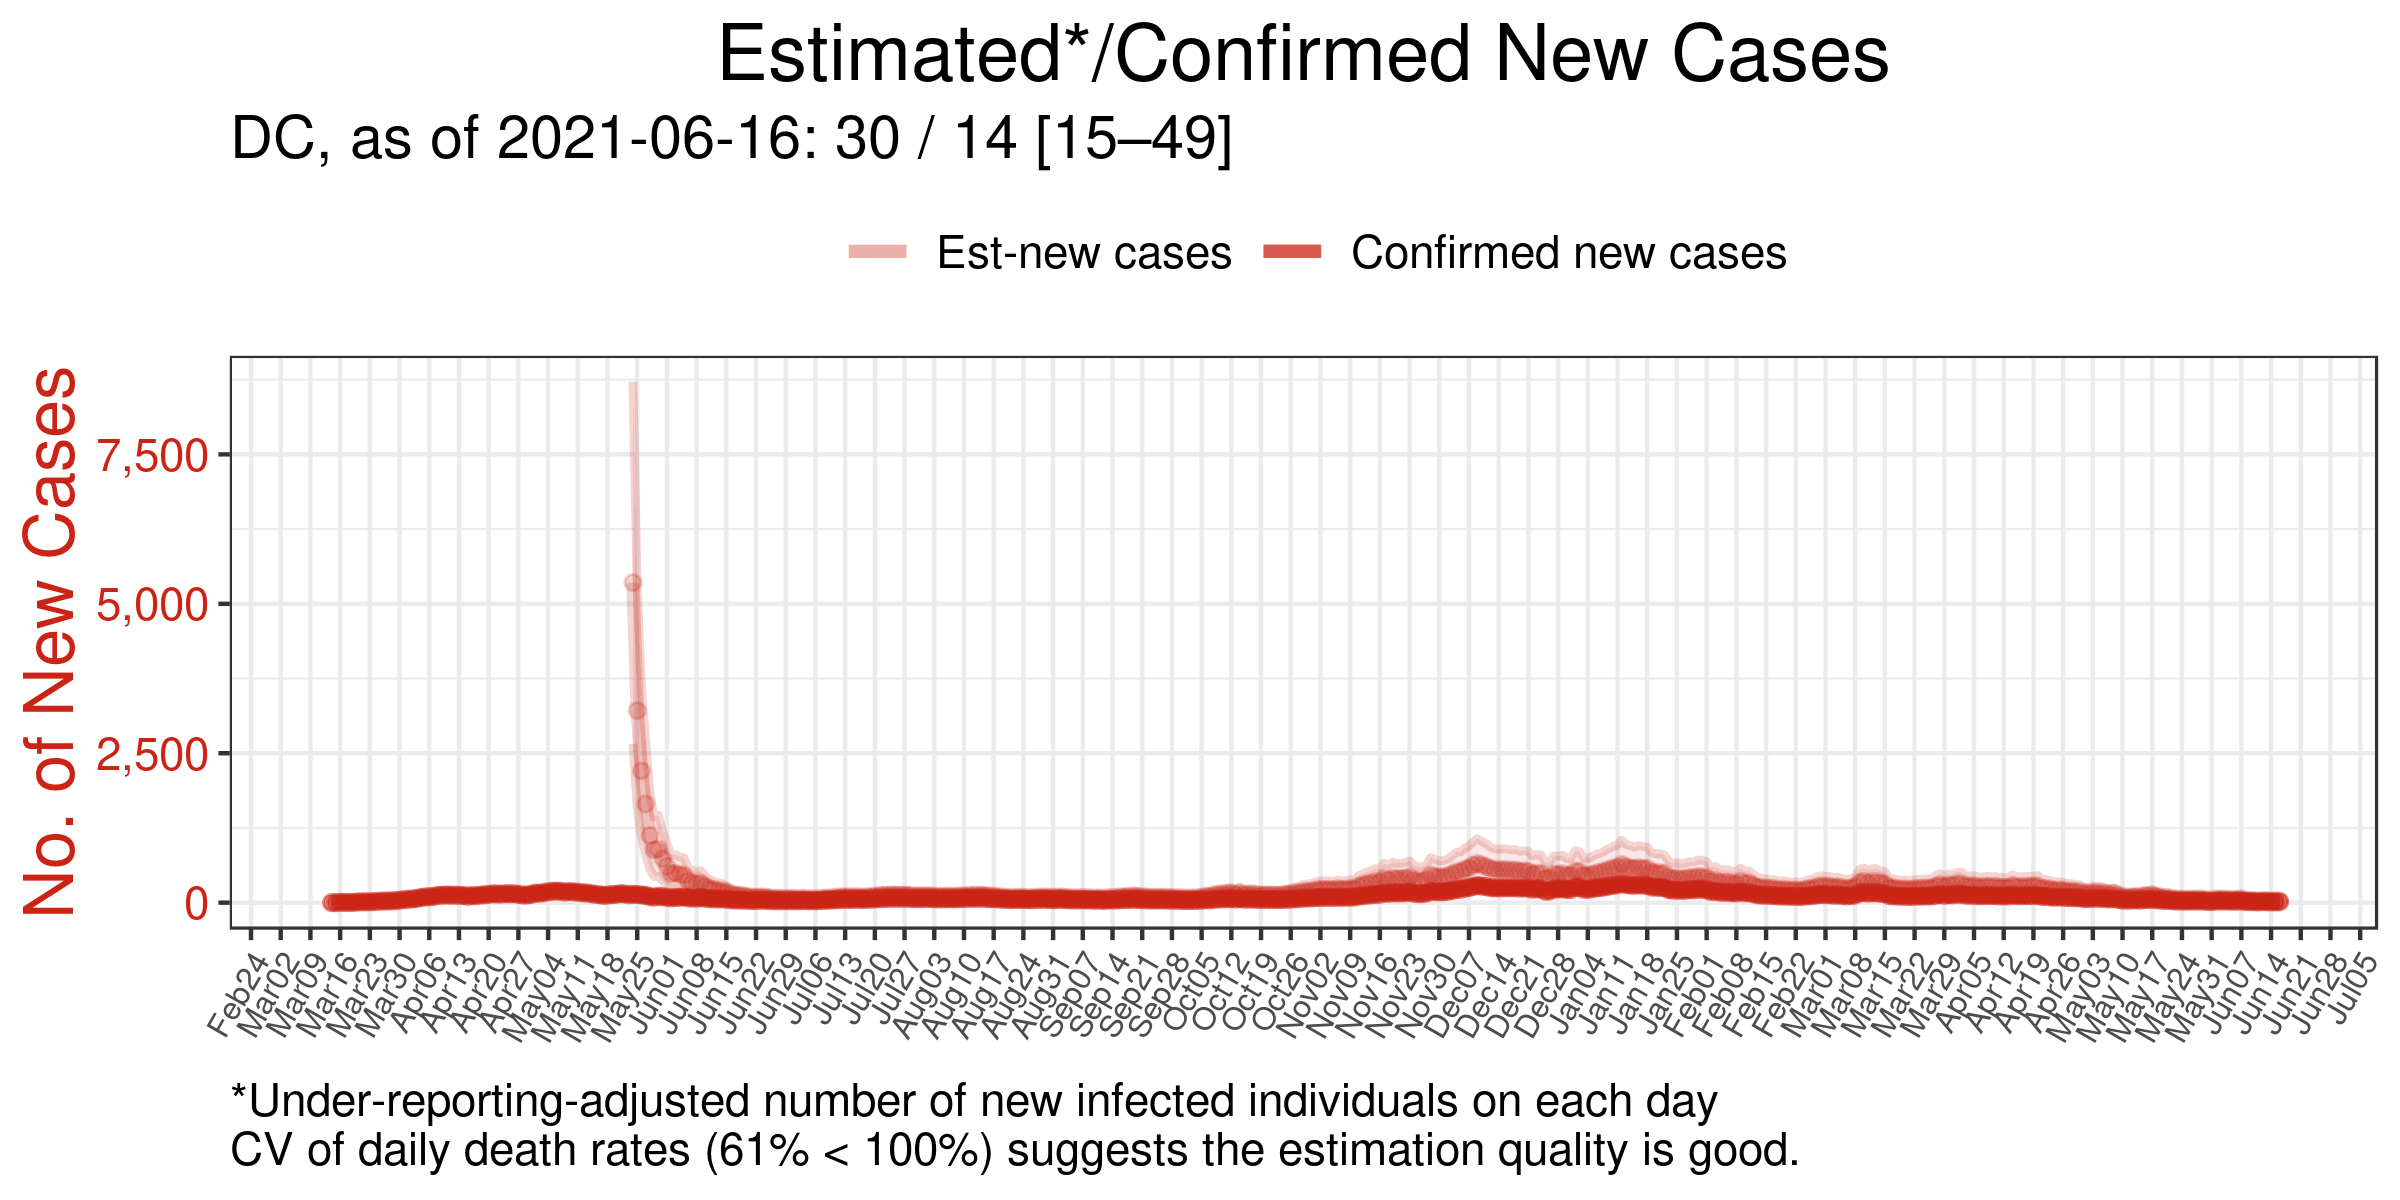 Estimated*/Confirmed New Cases
DC, as of 2021-06-16: 30 / 14 [15–49]
Est-new cases Confirmed new cases
No. of New Cases
7,500
5,000
2,500
0
Feb24 Mar02 Mar09 Mar16 Mar23 Mar30 Apr06 Apr13 Apr20 Apr27 May04 May11 May18 May25 Jun01 Jun08 Jun15 Jun22 Jun29 Jul06 Jul13 Jul20 Jul27 Aug03 Aug10 Aug17 Aug24 Aug31 Sep07 Sep14 Sep21 Sep28 Oct05 Oct12 Oct19 Oct26 Nov02 Nov09 Nov16 Nov23 Nov30 Dec07 Dec14 Dec21 Dec28 Jan04 Jan11 Jan18 Jan25 Feb01 Feb08 Feb15 Feb22 Mar01 Mar08 Mar15 Mar22 Mar29 Apr05 Apr12 Apr19 Apr26 May03 May10 May17 May24 May31 Jun07 Jun14 Jun21 Jun28 Jul05
*Under-reporting-adjusted number of new infected individuals on each day
CV of daily death rates (61% < 100%) suggests the estimation quality is good.